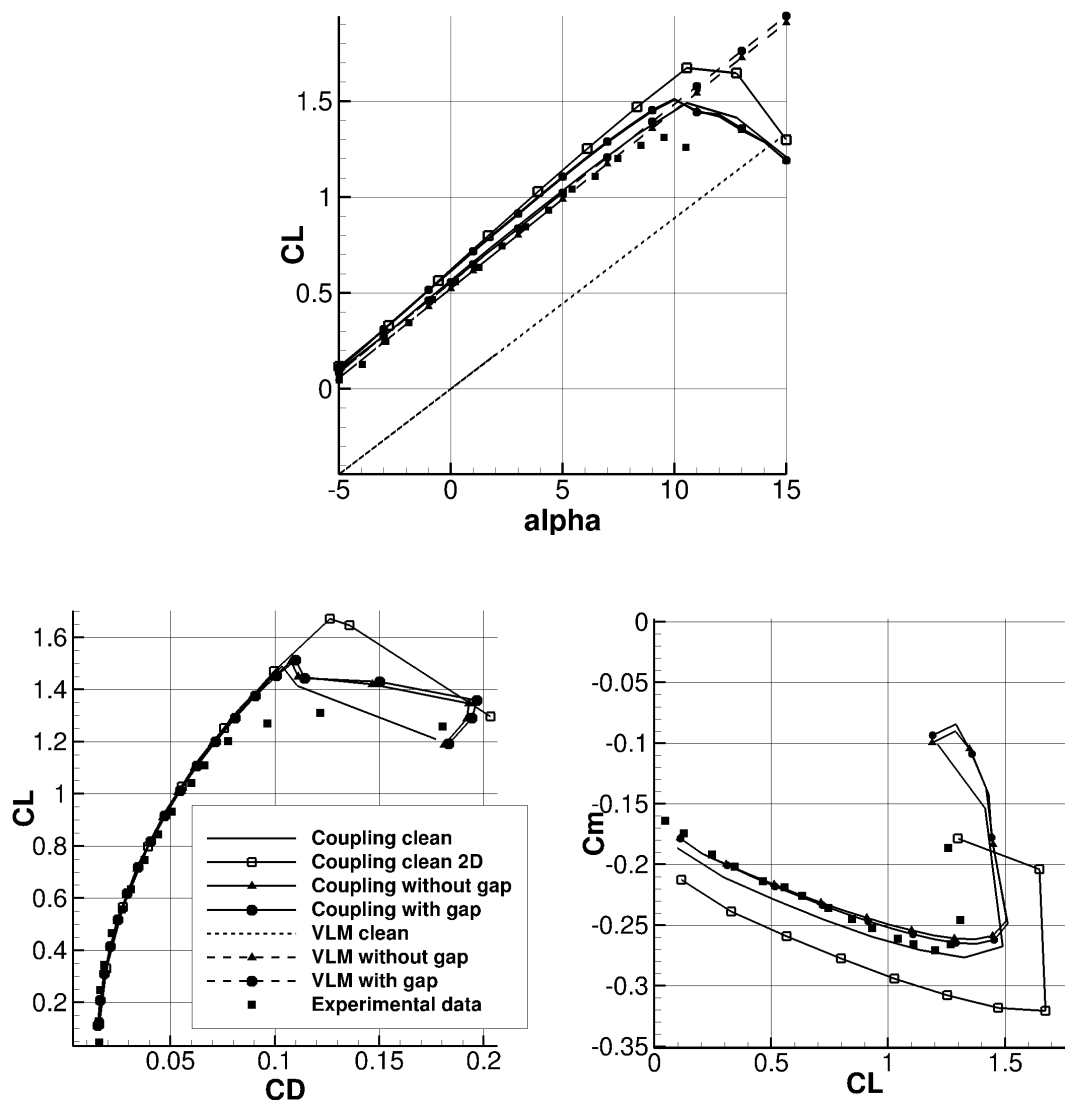 CL
1.5
1
0.5
0
-5
0
5
10
15
alpha
CL
1.6
1.4
1.2
1
0.8
0.6
0.4
0.2
0.05
0.1
0.15
0.2
CD
Coupling clean
Coupling clean 2D
Coupling without gap
Coupling with gap
VLM clean
VLM without gap
VLM with gap
Experimental data
Cm
0
-0.05
-0.1
-0.15
-0.2
-0.25
-0.3
-0.35
0
0.5
1
1.5
CL